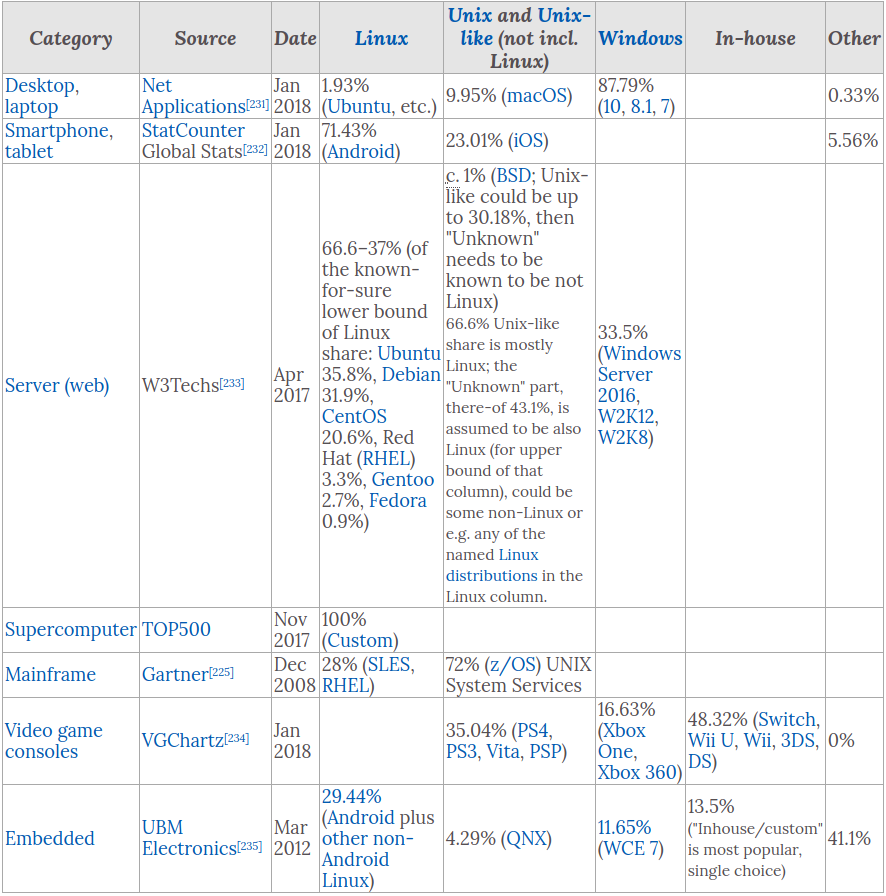 Category Source Date Linux Unix and Unix-like (not incl. Linux) Windows In-house Other
Desktop, laptop Net Applications[231] Jan 2018 1.93% (Ubuntu, etc.) 9.95% (macOS) 87.79% (10, 8.1, 7) 0.33%
Smartphone, tablet StatCounter Global Stats[232] Jan 2018 71.43% (Android) 23.01% (iOS) 5.56%
Server (web)
W3Techs[233]
Apr
2017
66.6–37% (of
the known-
for-sure
lower bound
of Linux
share: Ubuntu
35.8%, Debian
31.9%,
CentOS
20.6%, Red
Hat (RHEL)
3.3%, Gentoo
2.7%, Fedora
0.9%)
c. 1% (BSD; Unix-
like could be up
to 30.18%, then
"Unknown"
needs to be
known to be not
Linux)
66.6% Unix-like
share is mostly
Linux; the
"Unknown" part,
there-of 43.1%, is
assumed to be also
Linux (for upper
bound of that
column), could be
some non-Linux or
e.g. any of the
named Linux
distributions in the
Linux column.
33.5%
(Windows
Server
2016,
W2K12,
W2K8)
Supercomputer TOP500 Nov 2017 100% (Custom)
Mainframe Gartner[225] Dec 2008 28% (SLES, RHEL) 72% (z/OS) UNIX System Services
Video game consoles VGChartz[234] Jan 2018 35.04% (PS4, PS3, Vita, PSP) 16.63% (Xbox One, Xbox 360) 48.32% (Switch, Wii U, Wii, 3DS, DS) 0%
Embedded UBM Electronics[235] Mar 2012 29.44% (Android plus other non-Android Linux) 4.29% (QNX) 11.65% (WCE 7) 13.5% ("Inhouse/custom" is most popular, single choice) 41.1%